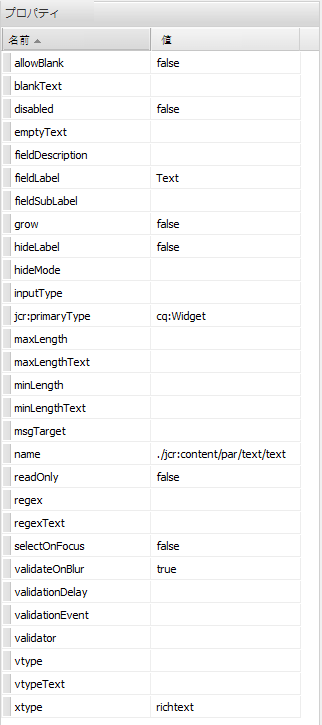 プロパティ
名前 値
allowBlank false
blankText
disabled false
emptyText
fieldDescription
fieldLabel Text
fieldSubLabel
grow false
hideLabel false
hideMode
inputType
jcr:primaryType cq:Widget
maxLength
maxLengthText
minLength
minLengthText
msgTarget
name ./jcr:content/par/text/text
readOnly false
regex
regexText
selectOnFocus false
validateOnBlur true
validationDelay
validationEvent
validator
vtype
vtypeText
xtype richtext